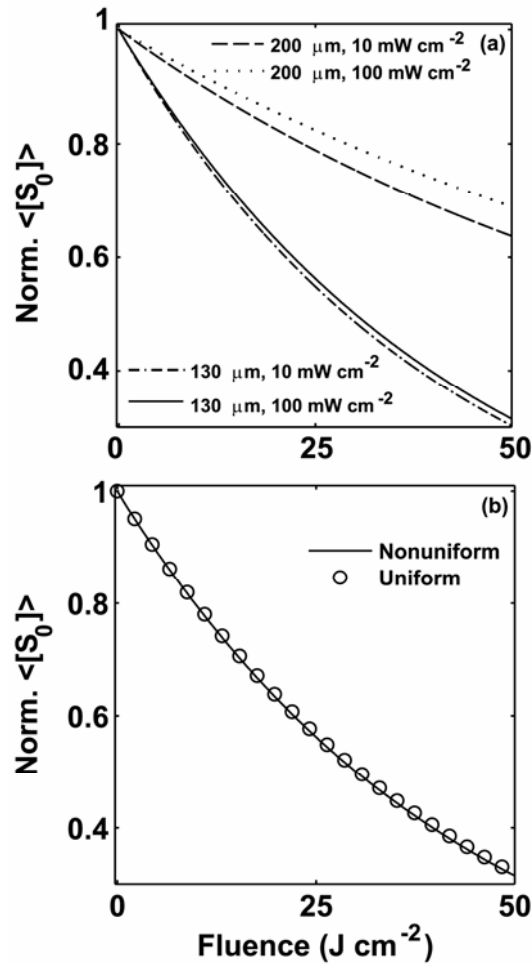 1
200 μm, 10 mW cm⁻² (a)
200 μm, 100 mW cm⁻²
0.8
Norm. <[S₀]>
0.6
0.4
130 μm, 10 mW cm⁻²
130 μm, 100 mW cm⁻²
0 25 50
1
(b)
Nonuniform
Uniform
0.8
Norm. <[S₀]>
0.6
0.4
0 25 50
Fluence (J cm⁻²)